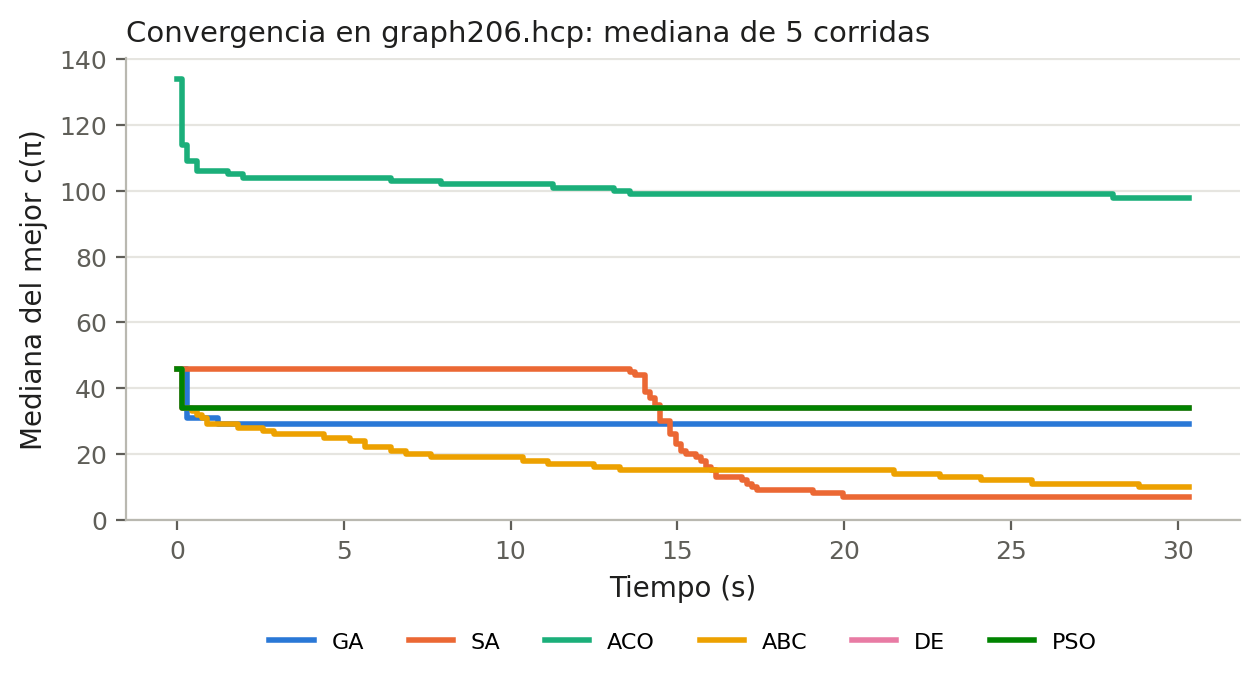 Convergencia en graph206.hcp: mediana de 5 corridas
Mediana del mejor c(π)
140
120
100
80
60
40
20
0
0 5 10 15 20 25 30
Tiempo (s)
GA SA ACO ABC DE PSO